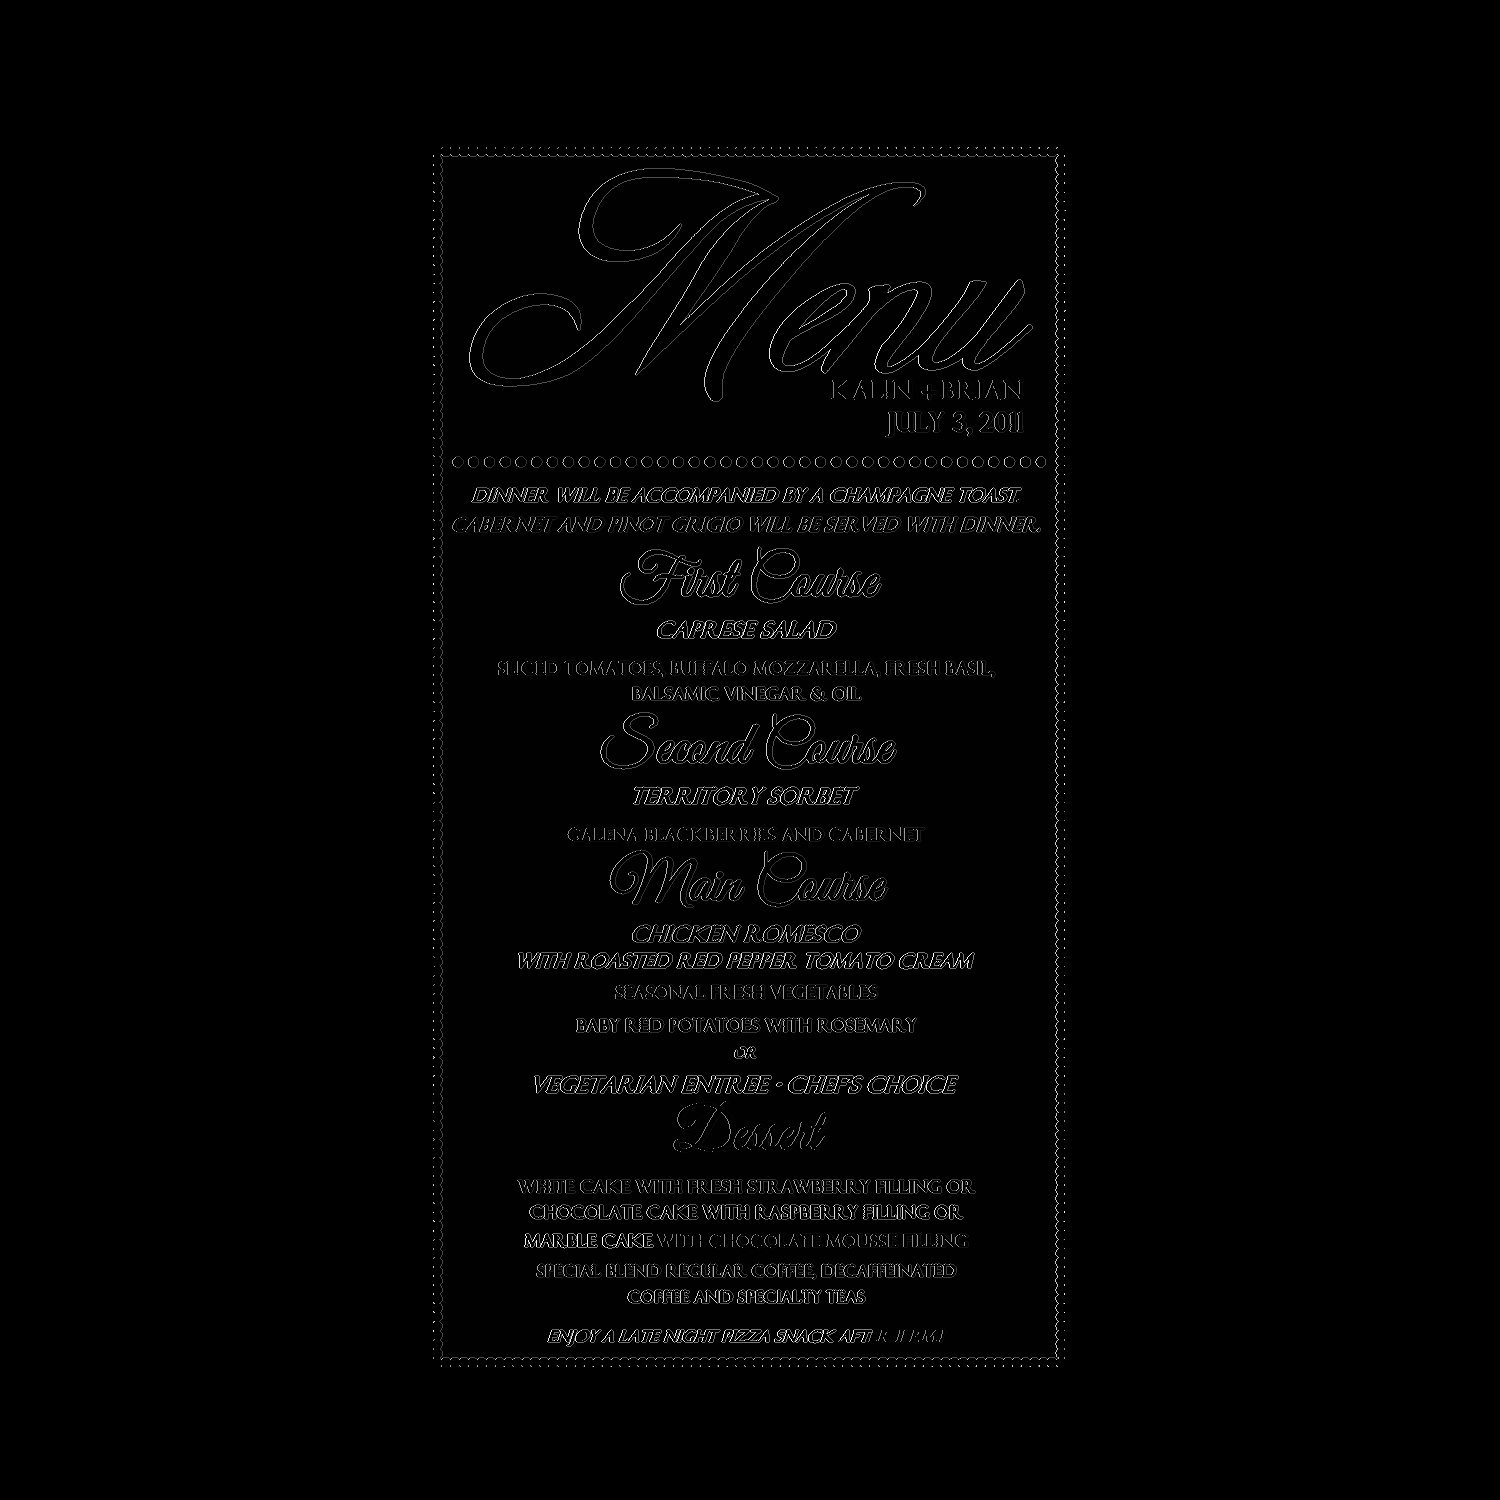 Menu
KALIN + BRIAN
JULY 3, 2011
DINNER WILL BE ACCOMPANIED BY A CHAMPAGNE TOAST.
CABERNET AND PINOT GRIGIO WILL BE SERVED WITH DINNER.
First Course
CAPRESE SALAD
SLICED TOMATOES, BUFFALO MOZZARELLA, FRESH BASIL,
BALSAMIC VINEGAR & OIL
Second Course
TERRITORY SORBET
GALENA BLACKBERRIES AND CABERNET
Main Course
CHICKEN ROMESCO
WITH ROASTED RED PEPPER TOMATO CREAM
SEASONAL FRESH VEGETABLES
BABY RED POTATOES WITH ROSEMARY
OR
VEGETARIAN ENTREE - CHEF'S CHOICE
Dessert
WHITE CAKE WITH FRESH STRAWBERRY FILLING OR
CHOCOLATE CAKE WITH RASPBERRY FILLING OR
MARBLE CAKE WITH CHOCOLATE MOUSSE FILLING
SPECIAL BLEND REGULAR COFFEE, DECAFFEINATED
COFFEE AND SPECIALTY TEAS
ENJOY A LATE NIGHT PIZZA SNACK AFTER 11 P.M.!